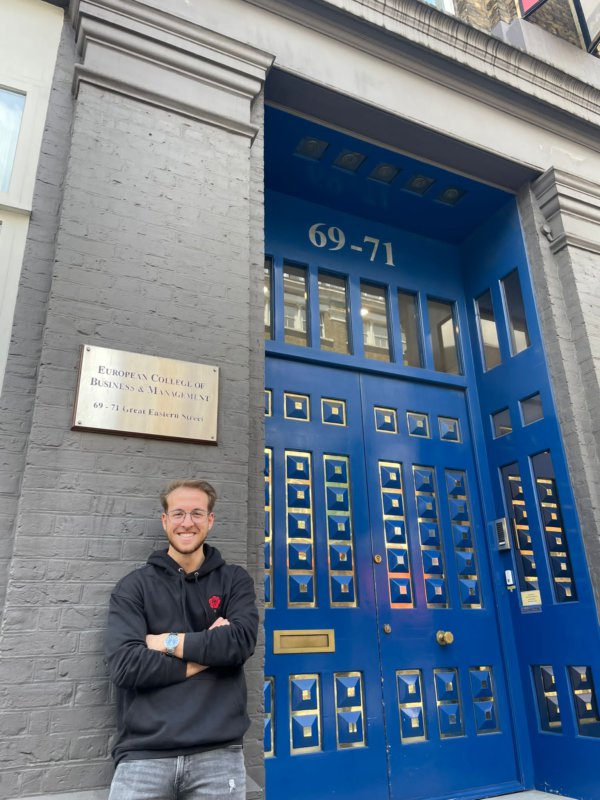 69-71
EUROPEAN COLLEGE OF
BUSINESS & MANAGEMENT
69 - 71 Great Eastern Street